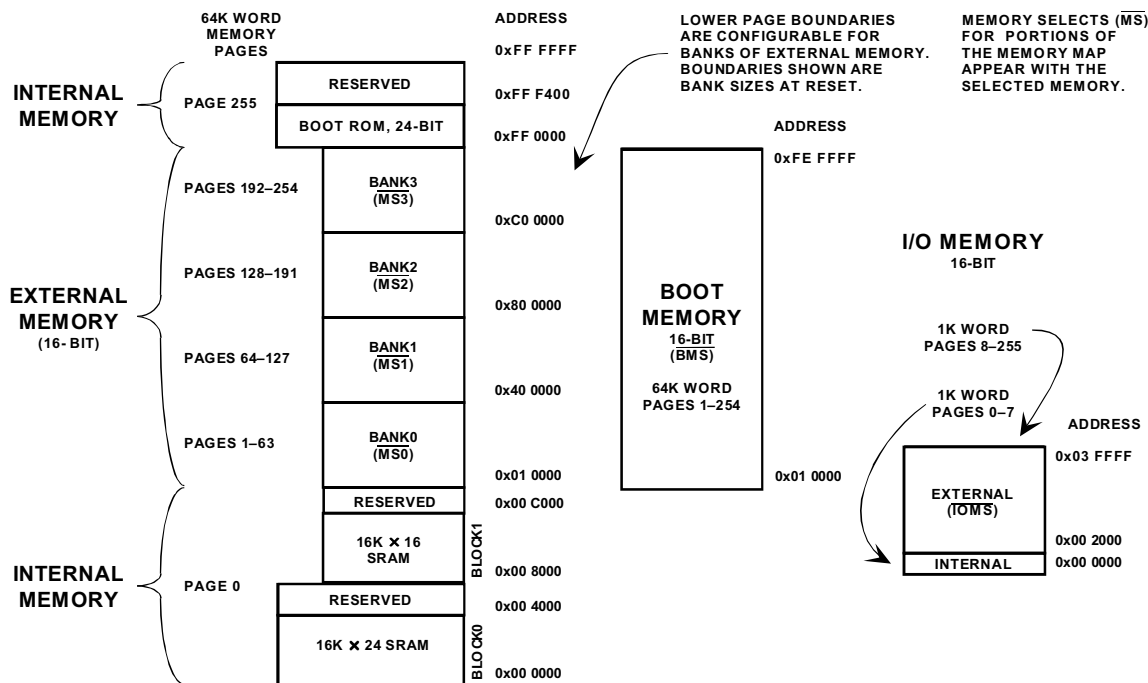 64K WORD
MEMORY
PAGES
ADDRESS
0xFF FFFF
INTERNAL
MEMORY
PAGE 255
RESERVED
0xFF F400
BOOT ROM, 24-BIT
0xFF 0000
EXTERNAL
MEMORY
(16- BIT)
PAGES 192–254
BANK3
(MS3)
0xC0 0000
PAGES 128–191
BANK2
(MS2)
0x80 0000
PAGES 64–127
BANK1
(MS1)
0x40 0000
PAGES 1–63
BANK0
(MS0)
0x01 0000
RESERVED
0x00 C000
INTERNAL
MEMORY
PAGE 0
16K × 16
SRAM
BLOCK1
0x00 8000
RESERVED
0x00 4000
16K × 24 SRAM
BLOCK0
0x00 0000
LOWER PAGE BOUNDARIES
ARE CONFIGURABLE FOR
BANKS OF EXTERNAL MEMORY.
BOUNDARIES SHOWN ARE
BANK SIZES AT RESET.
MEMORY SELECTS (MS)
FOR PORTIONS OF
THE MEMORY MAP
APPEAR WITH THE
SELECTED MEMORY.
ADDRESS
0xFE FFFF
BOOT
MEMORY
16-BIT
(BMS)
64K WORD
PAGES 1–254
0x01 0000
I/O MEMORY
16-BIT
1K WORD
PAGES 8–255
1K WORD
PAGES 0–7
ADDRESS
0x03 FFFF
EXTERNAL
(IOMS)
0x00 2000
INTERNAL
0x00 0000